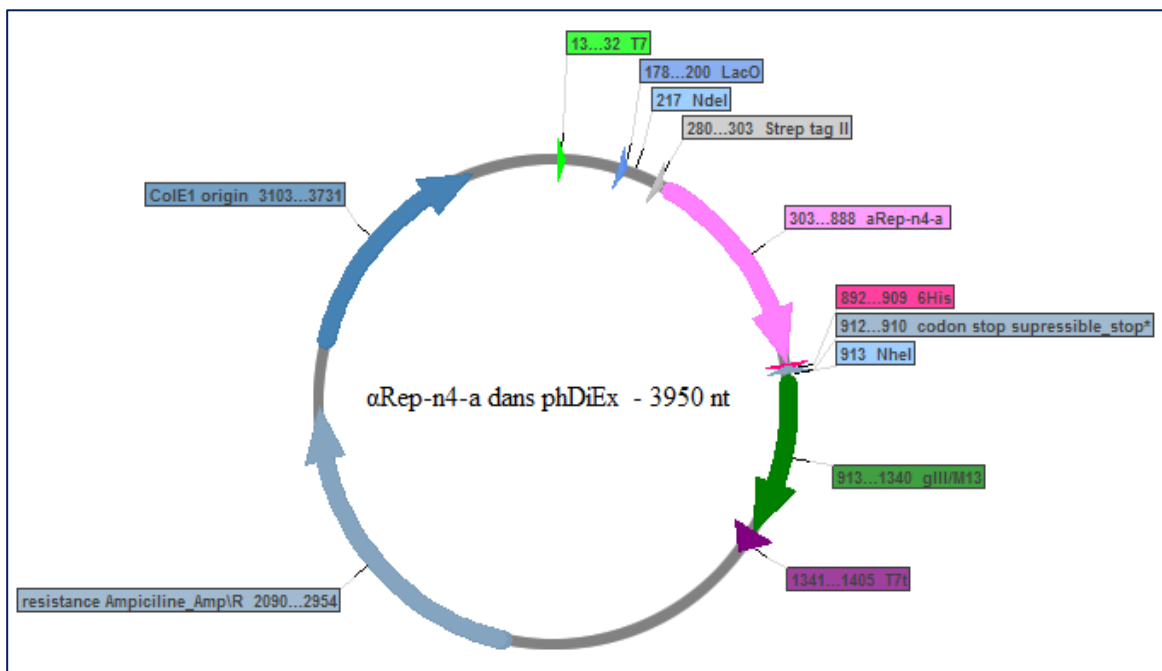 13...32 T7
178...200 LacO
217 NdeI
280...303 Strep tag II
ColE1 origin 3103...3731
303...888 aRep-n4-a
892...909 6His
912...910 codon stop supressible_stop*
913 NheI
αRep-n4-a dans phDiEx - 3950 nt
913...1340 gIII/M13
1341...1405 T7t
resistance Ampiciline_Amp\R 2090...2954